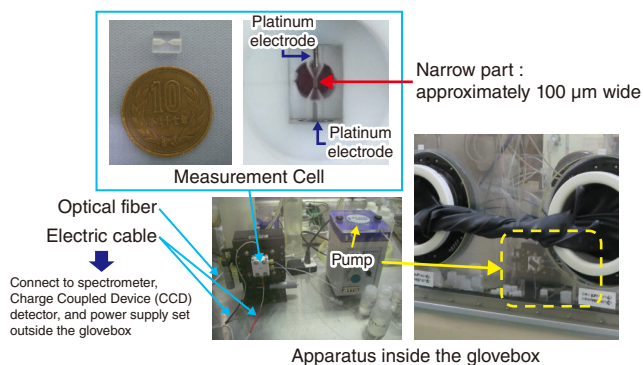 Platinum
electrode
10
Narrow part :
approximately 100 μm wide
Platinum
electrode
Measurement Cell
Optical fiber
Electric cable
Pump
Connect to spectrometer,
Charge Coupled Device (CCD)
detector, and power supply set
outside the glovebox
Apparatus inside the glovebox